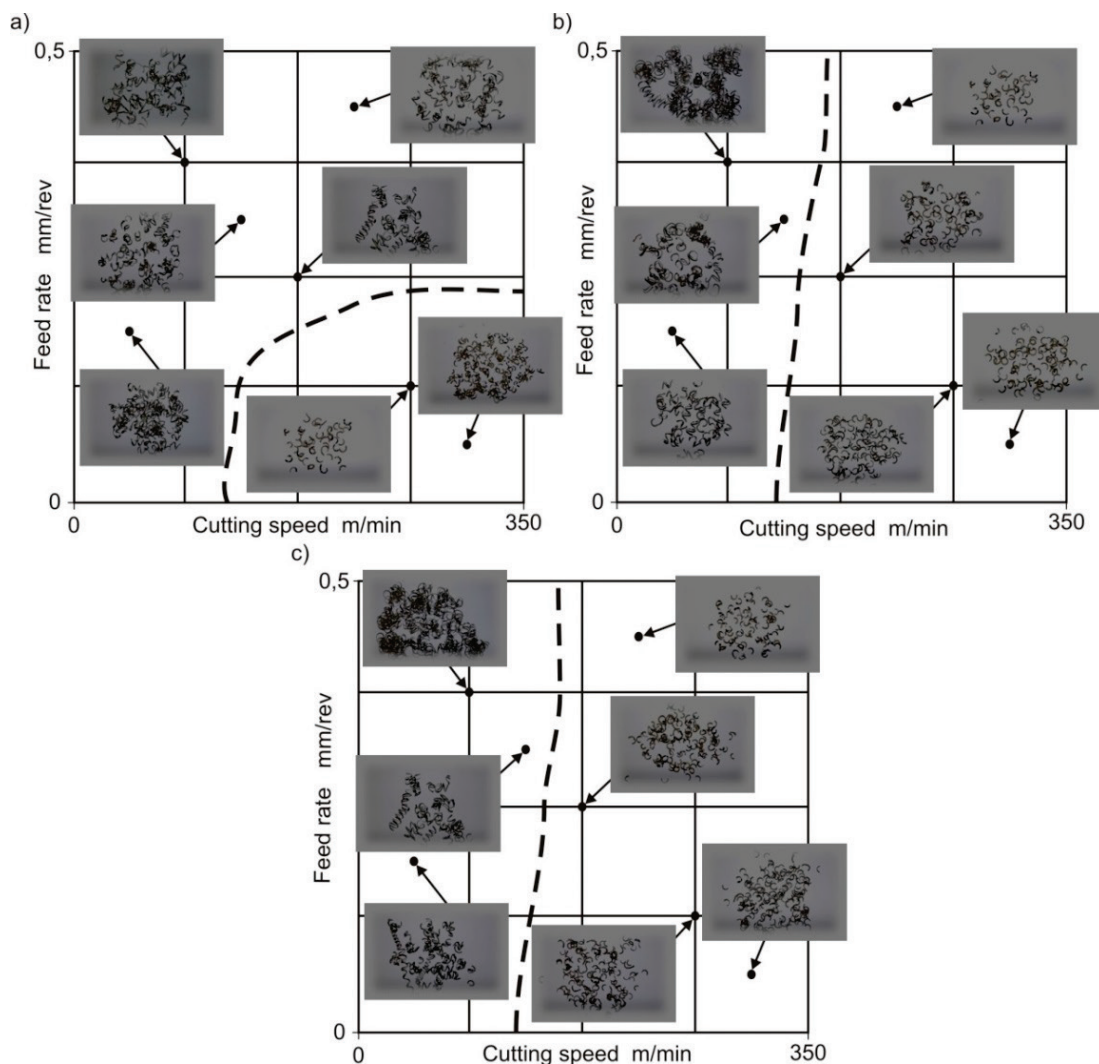 a)
0,5
Feed rate mm/rev
0
0
Cutting speed m/min
350
b)
0,5
Feed rate mm/rev
0
0
Cutting speed m/min
350
c)
0,5
Feed rate mm/rev
0
0
Cutting speed m/min
350